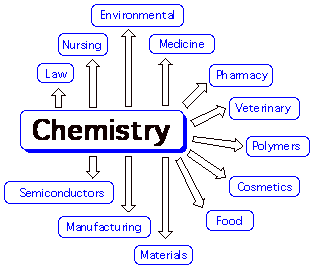 Environmental
Nursing
Medicine
Law
Pharmacy
Veterinary
Chemistry
Polymers
Cosmetics
Semiconductors
Food
Manufacturing
Materials